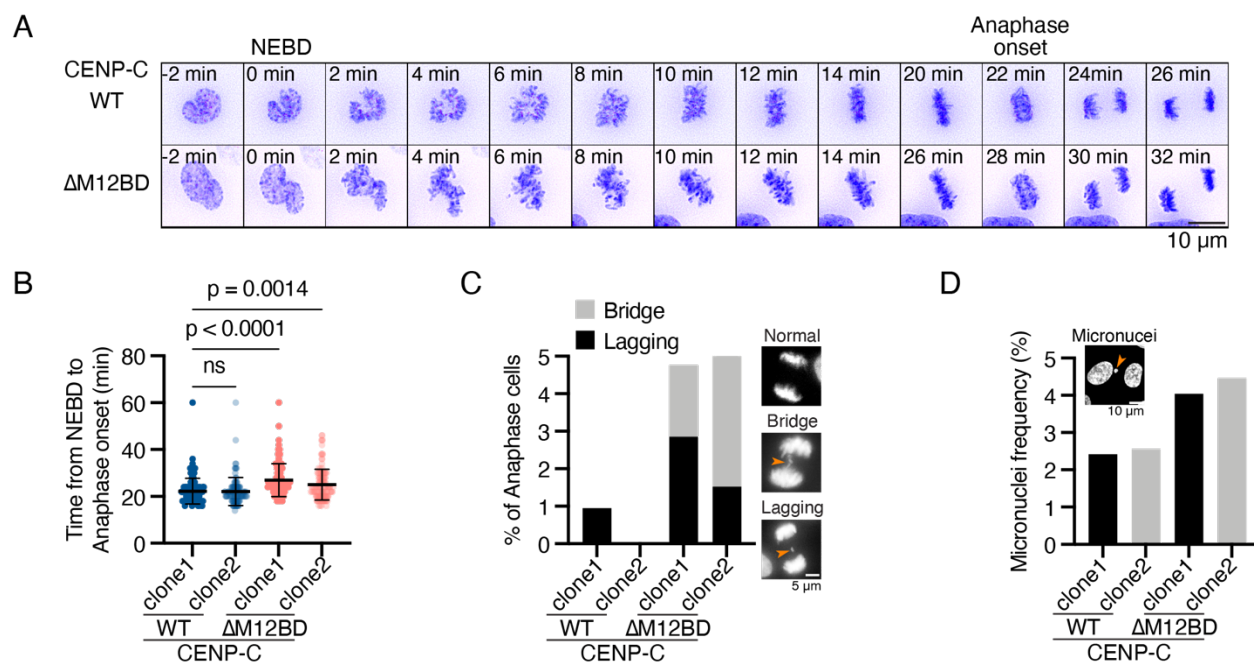 A
NEBD
Anaphase
onset
CENP-C
WT
-2 min 0 min 2 min 4 min 6 min 8 min 10 min 12 min 14 min 20 min 22 min 24min 26 min
ΔM12BD
-2 min 0 min 2 min 4 min 6 min 8 min 10 min 12 min 14 min 26 min 28 min 30 min 32 min
10 µm
B
p = 0.0014
p < 0.0001
ns
Time from NEBD to
Anaphase onset (min)
80
60
40
20
0
clone1 clone2 clone1 clone2
WT ΔM12BD
CENP-C
C
Bridge
Lagging
% of Anaphase cells
5
4
3
2
1
0
clone1 clone2 clone1 clone2
WT ΔM12BD
CENP-C
Normal
Bridge
Lagging
5 µm
D
Micronuclei frequency (%)
Micronuclei
10 µm
5
4
3
2
1
0
clone1 clone2 clone1 clone2
WT ΔM12BD
CENP-C